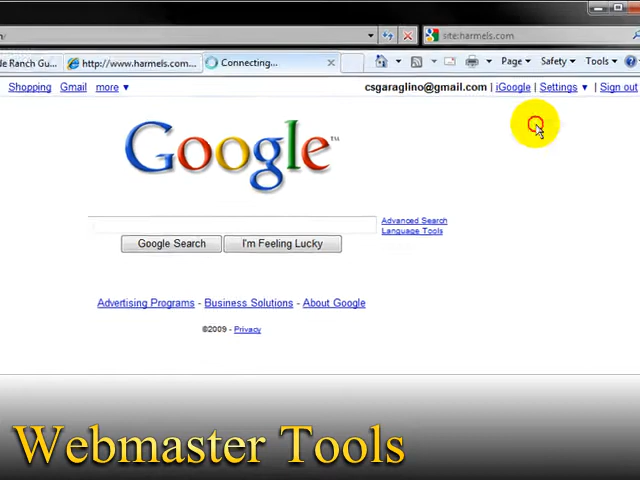 site:harmels.com
de Ranch Gu... http://www.harmels.com... Connecting... Page Safety Tools
Shopping Gmail more ▼ csgaraglino@gmail.com | iGoogle | Settings ▼ | Sign out
Google™
Advanced Search
Language Tools
Google Search I'm Feeling Lucky
Advertising Programs - Business Solutions - About Google
©2009 - Privacy
Webmaster Tools